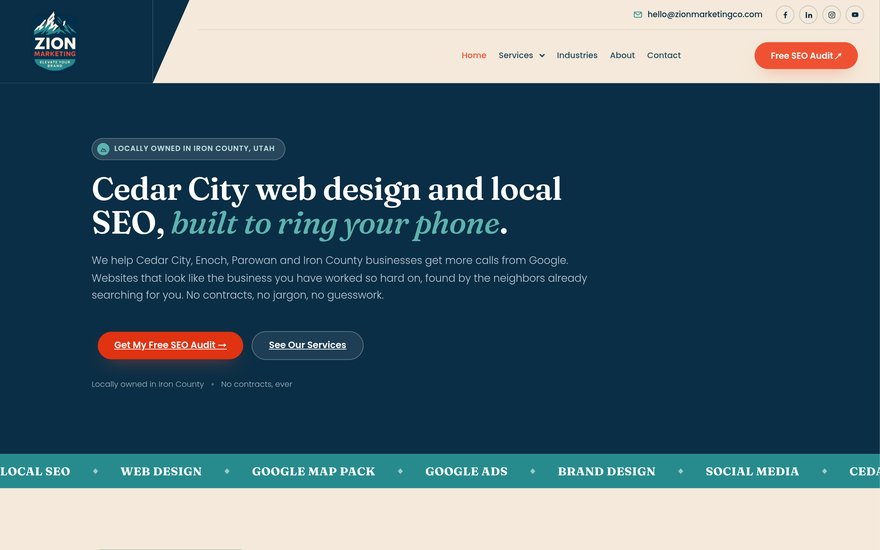 ZION
MARKETING
ELEVATE YOUR
BRAND
hello@zionmarketingco.com
Home Services Industries About Contact
Free SEO Audit ↗
LOCALLY OWNED IN IRON COUNTY, UTAH
Cedar City web design and local
SEO, built to ring your phone.
We help Cedar City, Enoch, Parowan and Iron County businesses get more calls from Google.
Websites that look like the business you have worked so hard on, found by the neighbors already
searching for you. No contracts, no jargon, no guesswork.
Get My Free SEO Audit → See Our Services
Locally owned in Iron County • No contracts, ever
LOCAL SEO ◆ WEB DESIGN ◆ GOOGLE MAP PACK ◆ GOOGLE ADS ◆ BRAND DESIGN ◆ SOCIAL MEDIA ◆ CEDA